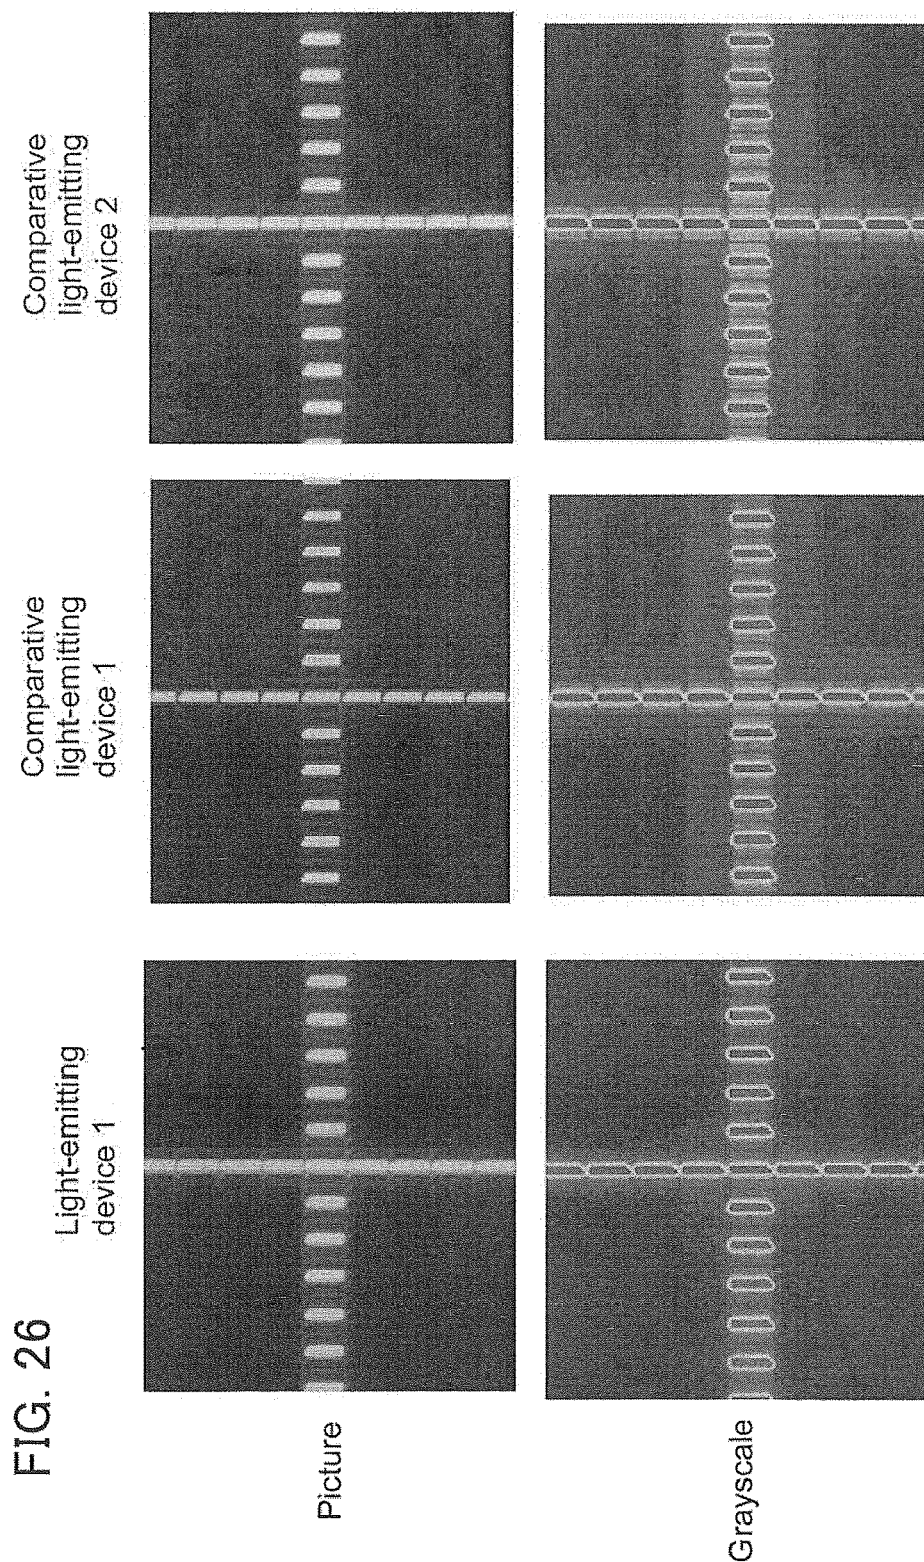 FIG. 26
Light-emitting
device 1
Comparative
light-emitting
device 1
Comparative
light-emitting
device 2
Picture
Grayscale